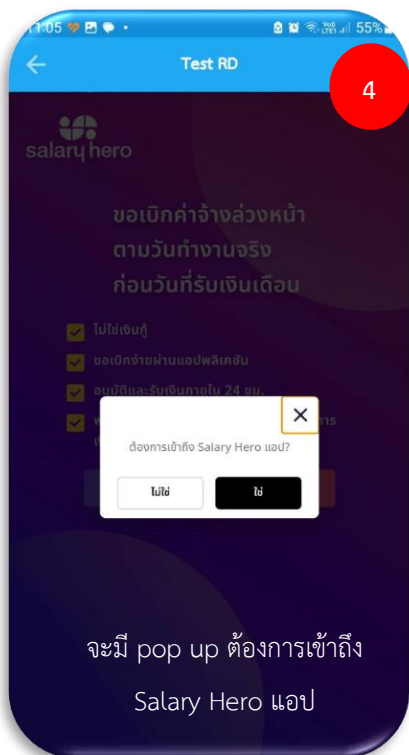 11:05
55%
Test RD
4
salary hero
ขอเบิกค่าจ้างล่วงหน้า
ตามวันทำงานจริง
ก่อนวันที่รับเงินเดือน
ไม่ใช่เงินกู้
ขอเบิกง่ายผ่านแอปพลิเคชัน
อนุมัติและรับเงินภายใน 24 ชม.
ต้องการเข้าถึง Salary Hero แอป?
ไม่ใช่
ใช่
จะมี pop up ต้องการเข้าถึง
Salary Hero แอป